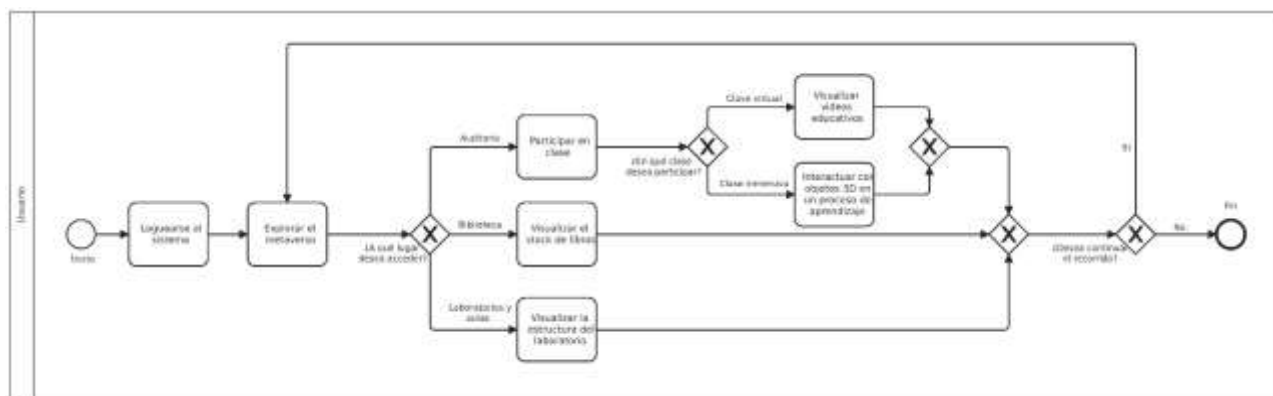 Usuario
Inicio
Loguearse al
sistema
Explorar el
metaverso
¿A qué lugar
desea acceder?
Auditorio
Participar en
clase
¿En qué clase
desea participar?
Clave virtual
Visualizar
videos
educativos
Clase inmersiva
Interactuar con
objetos 3D en
un proceso de
aprendizaje
Biblioteca
Visualizar el
stock de libros
Laboratorios y
aulas
Visualizar la
estructura del
laboratorio
¿Desea continuar
el recorrido?
Si
No
Fin